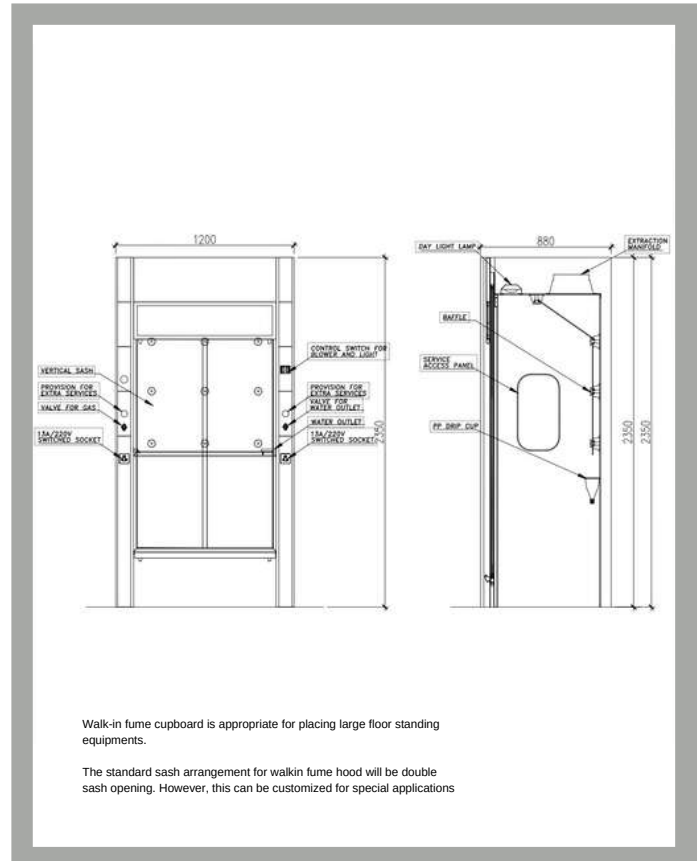 1200
VERTICAL SASH
PROVISION FOR
EXTRA SERVICES
VALVE FOR GAS
13A/220V
SWITCHED SOCKET
CONTROL SWITCH FOR
BLOWER AND LIGHT
PROVISION FOR
EXTRA SERVICES
VALVE FOR
WATER OUTLET
WATER OUTLET
13A/220V
SWITCHED SOCKET
2350
880
DAY LIGHT LAMP
EXTRACTION
MANIFOLD
BAFFLE
SERVICE
ACCESS PANEL
PP DRIP CUP
2350
2350
Walk-in fume cupboard is appropriate for placing large floor standing
equipments.
The standard sash arrangement for walkin fume hood will be double
sash opening. However, this can be customized for special applications